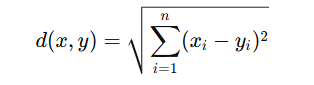 d(x, y) = √(∑_{i=1}^{n} (x_i − y_i)²)